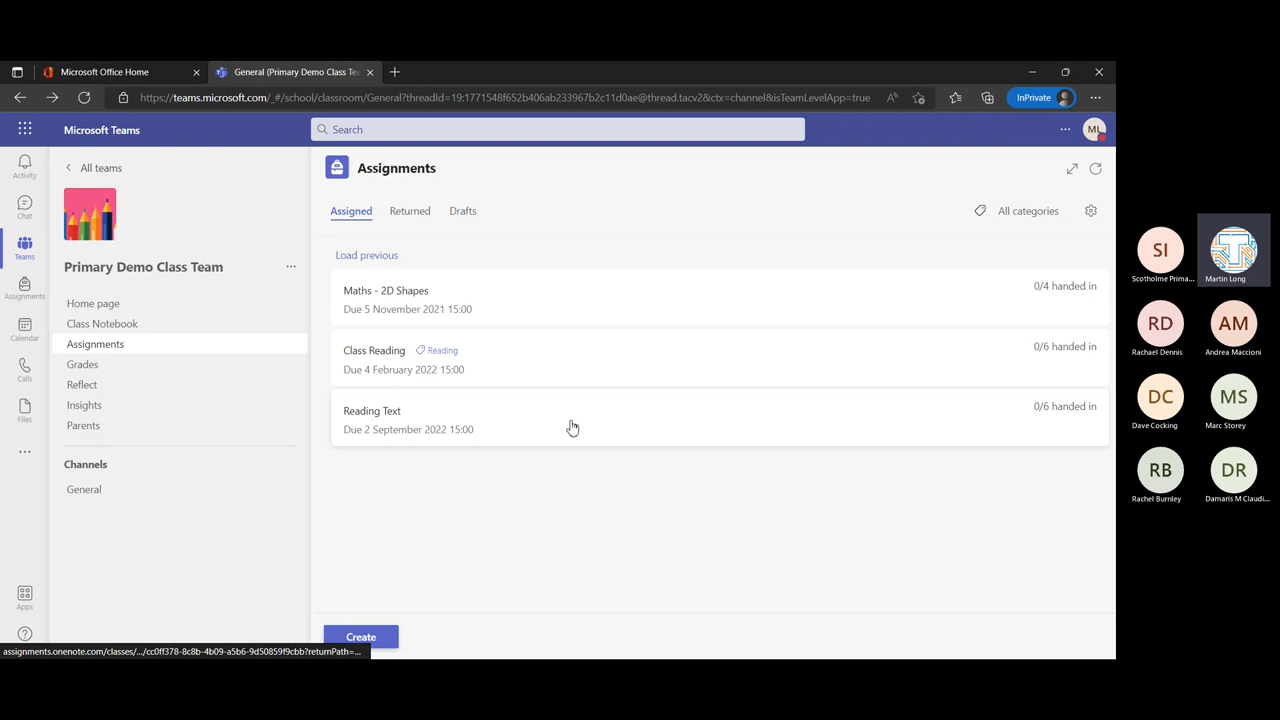 Microsoft Office Home
General (Primary Demo Class Tea
https://teams.microsoft.com/_#/school/classroom/General?threadId=19:1771548f652b406ab233967b2c11d0ae@thread.tacv2&ctx=channel&isTeamLevelApp=true
InPrivate
Microsoft Teams
Search
ML
Activity
Chat
Teams
Assignments
Calendar
Calls
Files
Apps
All teams
Primary Demo Class Team
Home page
Class Notebook
Assignments
Grades
Reflect
Insights
Parents
Channels
General
Assignments
Assigned Returned Drafts All categories
Load previous
Maths - 2D Shapes 0/4 handed in
Due 5 November 2021 15:00
Class Reading Reading 0/6 handed in
Due 4 February 2022 15:00
Reading Text 0/6 handed in
Due 2 September 2022 15:00
Create
assignments.onenote.com/classes/.../cc0ff378-8c8b-4b09-a5b6-9d50859f9cbb?returnPath=...
SI
Scotholme Prima...
Martin Long
RD AM
Rachael Dennis Andrea Maccioni
DC MS
Dave Cocking Marc Storey
RB DR
Rachel Burnley Damaris M Claudi...